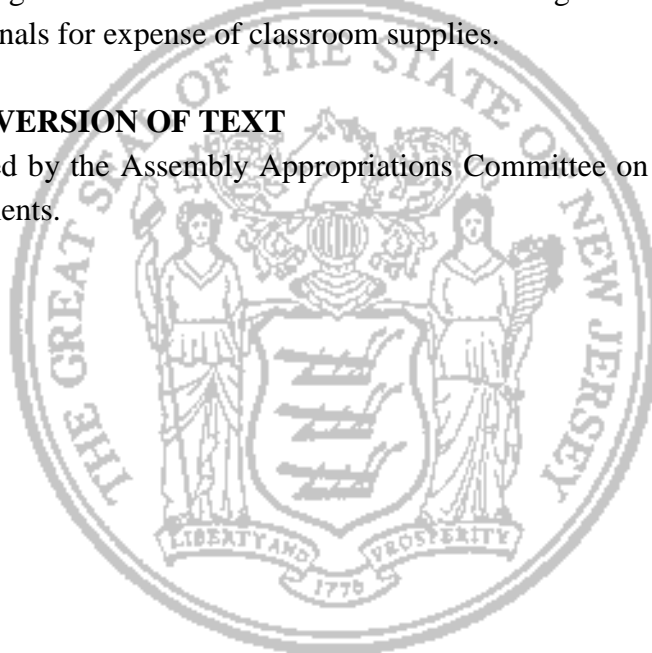 nals for expense of classroom supplies.
VERSION OF TEXT
ed by the Assembly Appropriations Committee on
ents.
THE GREAT SEAL OF THE STATE OF NEW JERSEY
LIBERTY AND PROSPERITY
1776